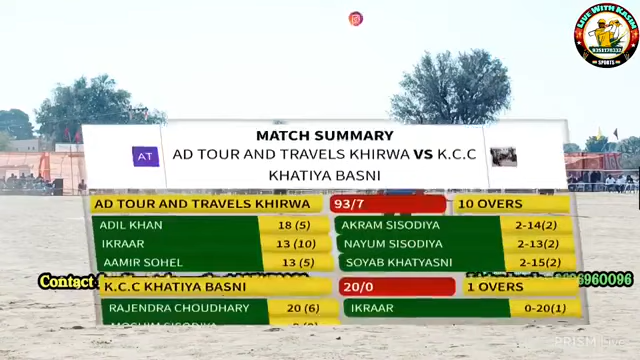 LIVE WITH KASIM
9351178332
SPORTS
MATCH SUMMARY
AT
AD TOUR AND TRAVELS KHIRWA VS K.C.C
KHATIYA BASNI
AD TOUR AND TRAVELS KHIRWA 93/7 10 OVERS
ADIL KHAN 18 (5) AKRAM SISODIYA 2-14(2)
IKRAAR 13 (10) NAYUM SISODIYA 2-13(2)
AAMIR SOHEL 13 (5) SOYAB KHATYASNI 2-15(2)
Contact
K.C.C KHATIYA BASNI 20/0 1 OVERS
RAJENDRA CHOUDHARY 20 (6) IKRAAR 0-20(1)
PRISM Live